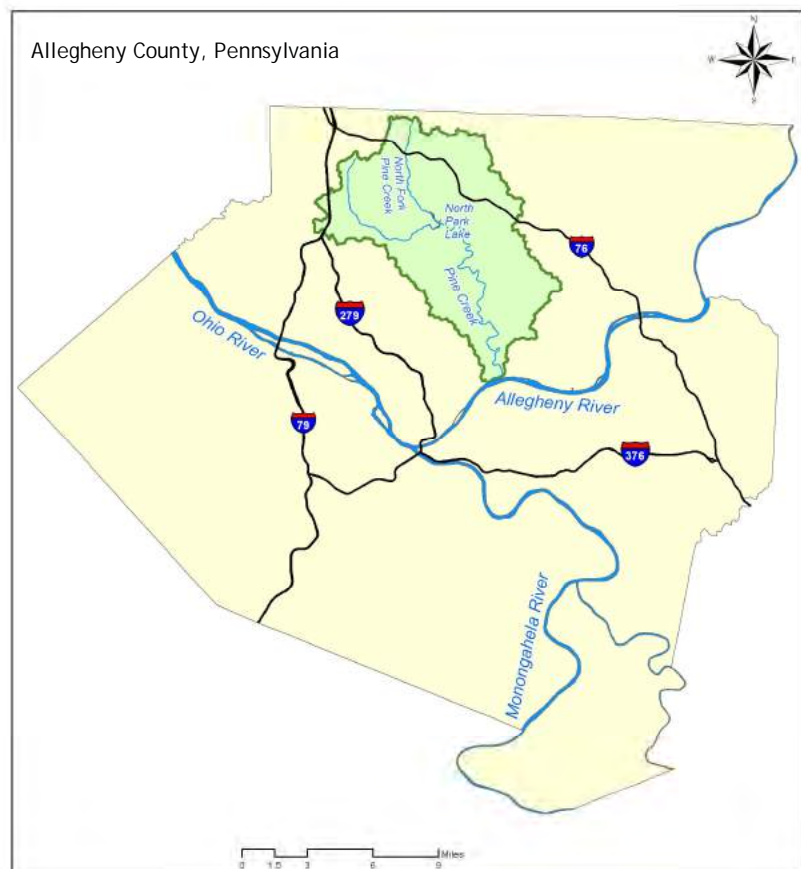 Allegheny County, Pennsylvania
N
W
E
S
North Fork
Pine Creek
North
Park
Lake
76
Pine Creek
279
Ohio River
Allegheny River
79
376
Monongahela River
0 1.5 3 6 9
Miles